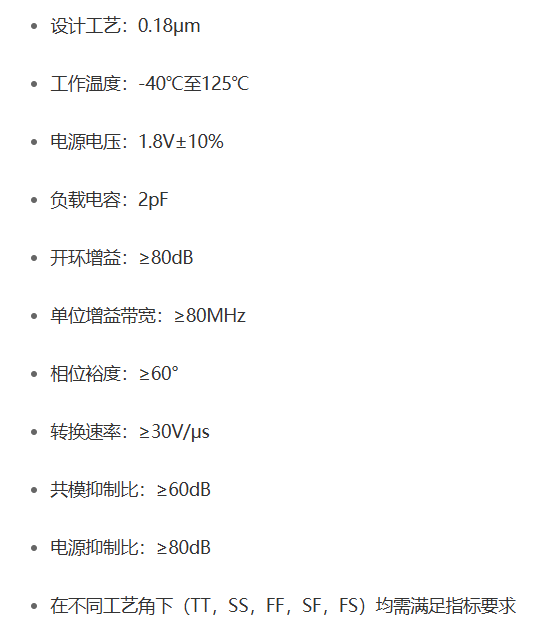 设计工艺：0.18μm
工作温度：-40℃至125℃
电源电压：1.8V±10%
负载电容：2pF
开环增益：≥80dB
单位增益带宽：≥80MHz
相位裕度：≥60°
转换速率：≥30V/μs
共模抑制比：≥60dB
电源抑制比：≥80dB
在不同工艺角下（TT，SS，FF，SF，FS）均需满足指标要求